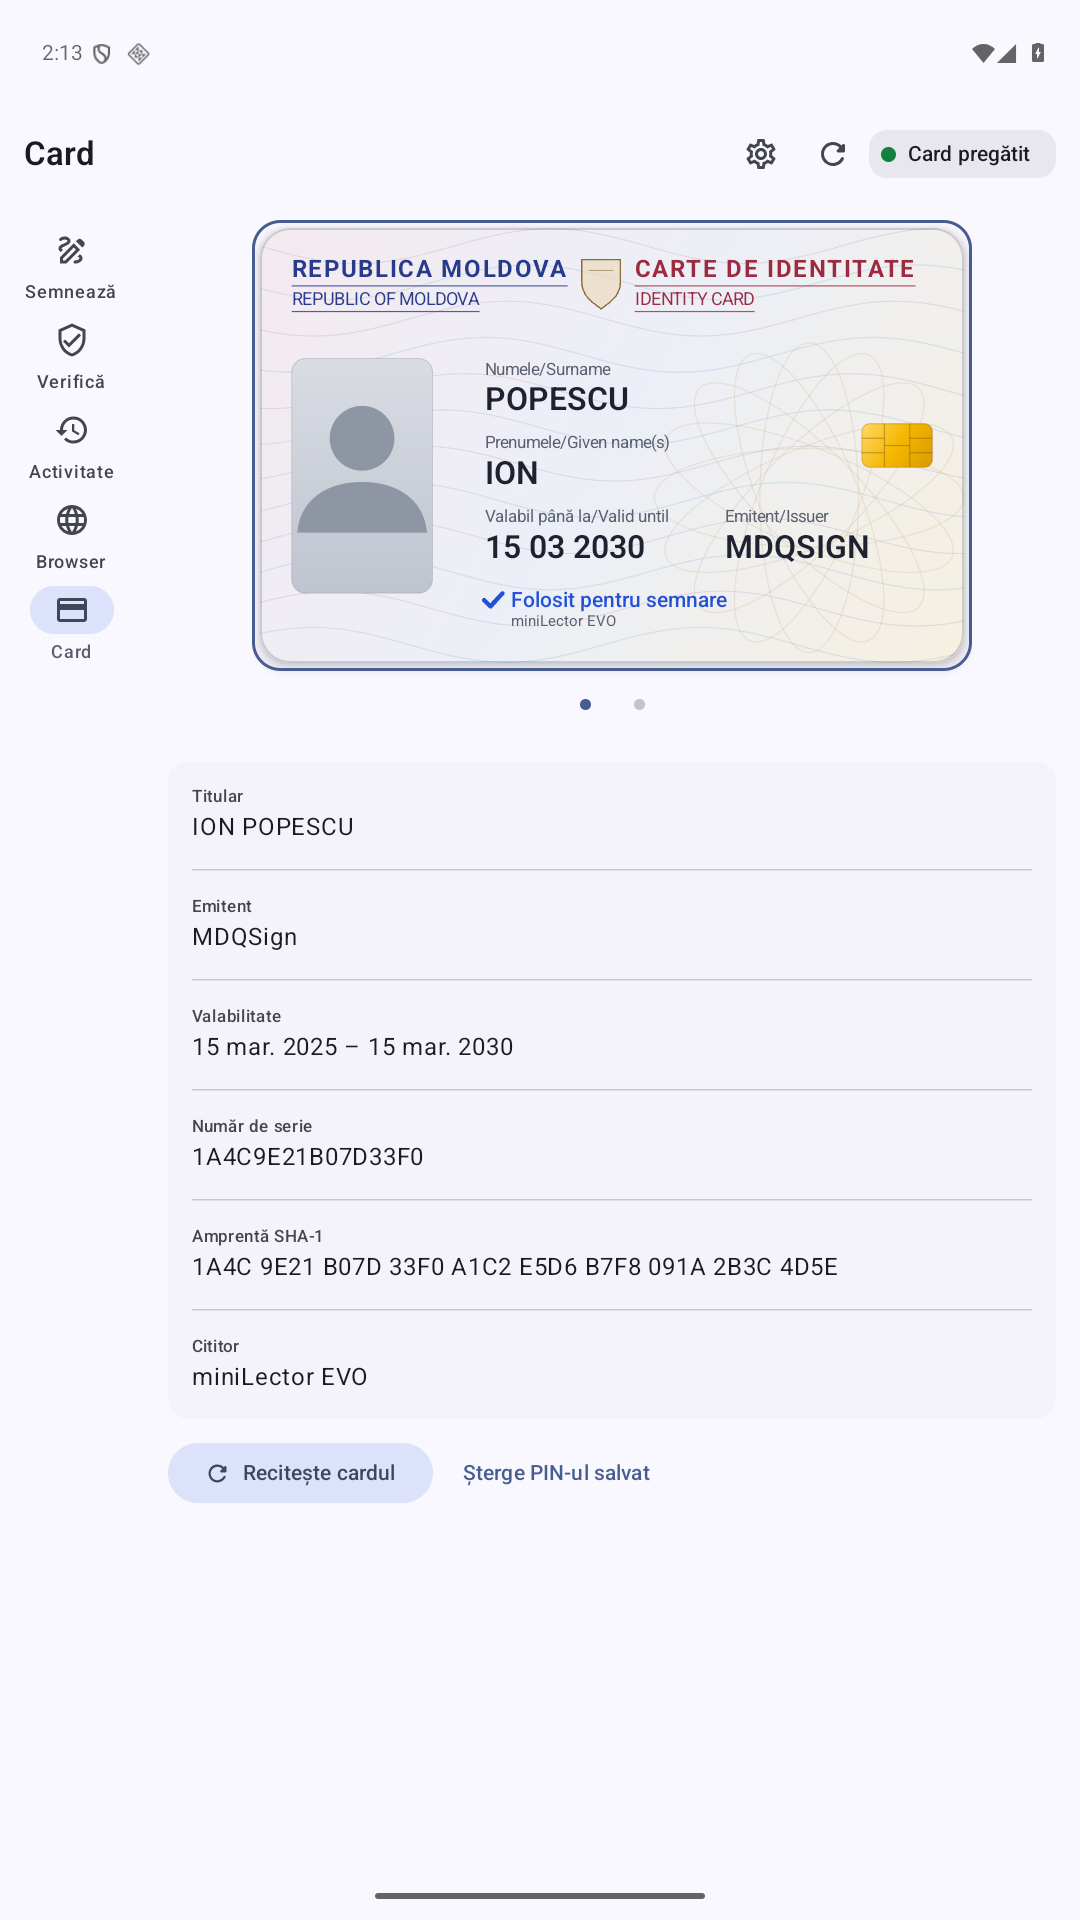 2:13
Card
Card pregătit
Semnează
Verifică
Activitate
Browser
Card
REPUBLICA MOLDOVA
REPUBLIC OF MOLDOVA
CARTE DE IDENTITATE
IDENTITY CARD
Numele/Surname
POPESCU
Prenumele/Given name(s)
ION
Valabil până la/Valid until
15 03 2030
Emitent/Issuer
MDQSIGN
Folosit pentru semnare
miniLector EVO
Titular
ION POPESCU
Emitent
MDQSign
Valabilitate
15 mar. 2025 – 15 mar. 2030
Număr de serie
1A4C9E21B07D33F0
Amprentă SHA-1
1A4C 9E21 B07D 33F0 A1C2 E5D6 B7F8 091A 2B3C 4D5E
Cititor
miniLector EVO
Recitește cardul
Șterge PIN-ul salvat